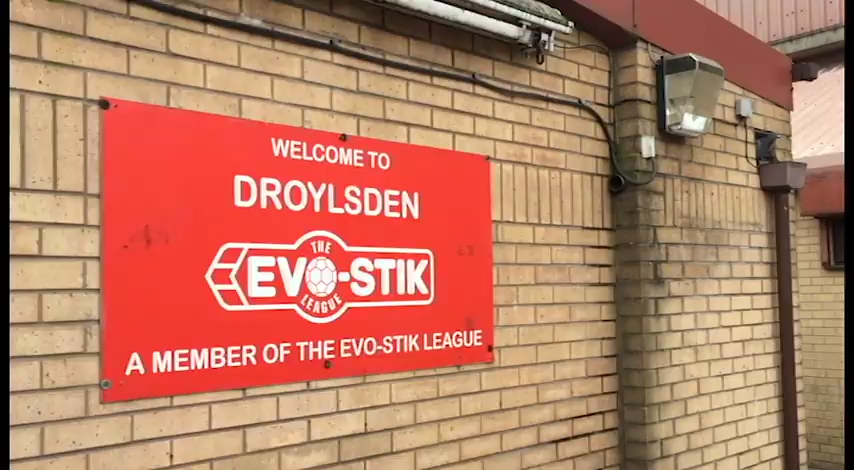 WELCOME TO
DROYLSDEN
THE
EVO-STIK
LEAGUE
A MEMBER OF THE EVO-STIK LEAGUE